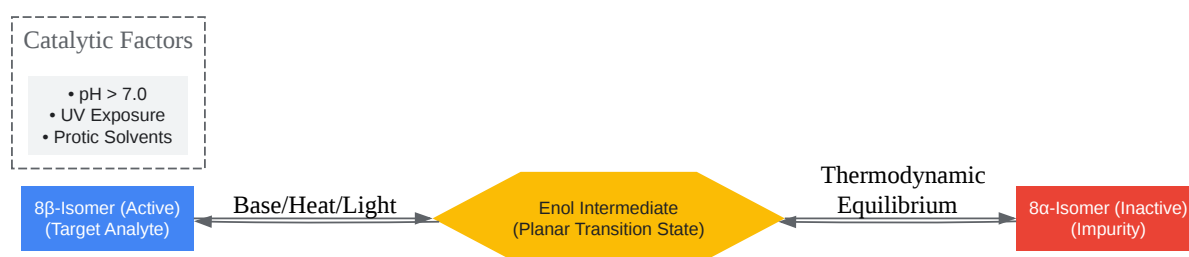 Catalytic Factors
• pH > 7.0
• UV Exposure
• Protic Solvents
8β-Isomer (Active)
(Target Analyte)
Base/Heat/Light
Enol Intermediate
(Planar Transition State)
Thermodynamic
Equilibrium
8α-Isomer (Inactive)
(Impurity)